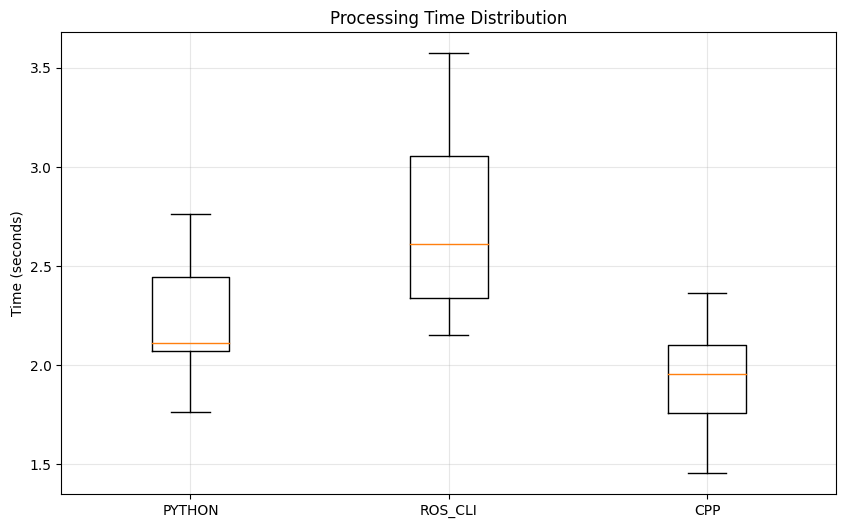 Processing Time Distribution
Time (seconds)
3.5
3.0
2.5
2.0
1.5
PYTHON ROS_CLI CPP